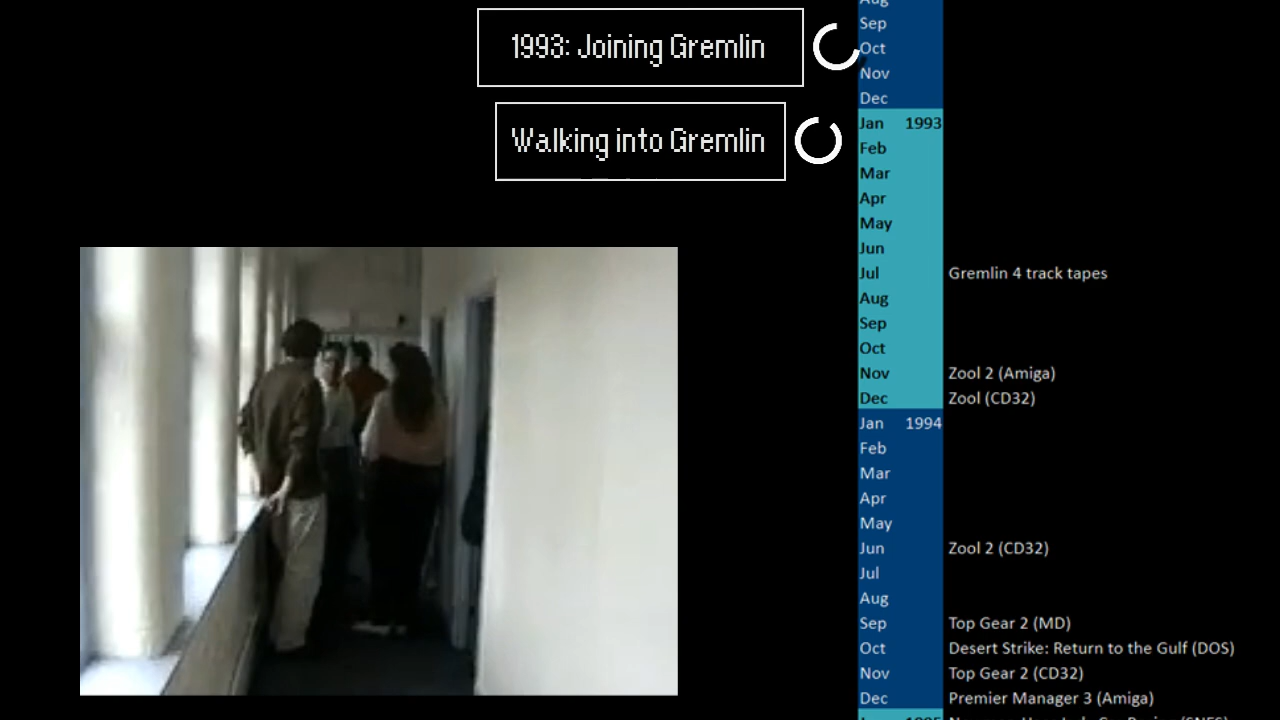 1993: Joining Gremlin
Walking into Gremlin
Aug
Sep
Oct
Nov
Dec
Jan 1993
Feb
Mar
Apr
May
Jun
Jul Gremlin 4 track tapes
Aug
Sep
Oct
Nov Zool 2 (Amiga)
Dec Zool (CD32)
Jan 1994
Feb
Mar
Apr
May
Jun Zool 2 (CD32)
Jul
Aug
Sep Top Gear 2 (MD)
Oct Desert Strike: Return to the Gulf (DOS)
Nov Top Gear 2 (CD32)
Dec Premier Manager 3 (Amiga)